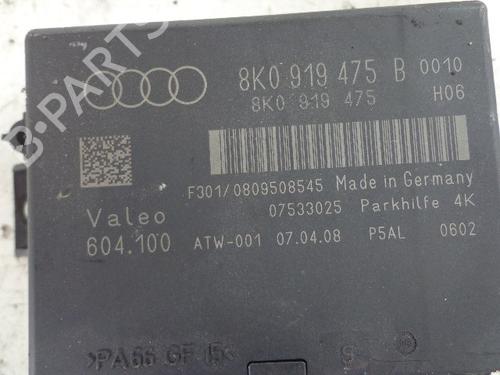 B-PARTS
8K0 919 475 B 0010
8K0 919 475 H06
F301/0809508545 Made in Germany
Valeo 07533025 Parkhilfe 4K
604.100 ATW-001 07.04.08 P5AL 0602
>PA66 GF 15<